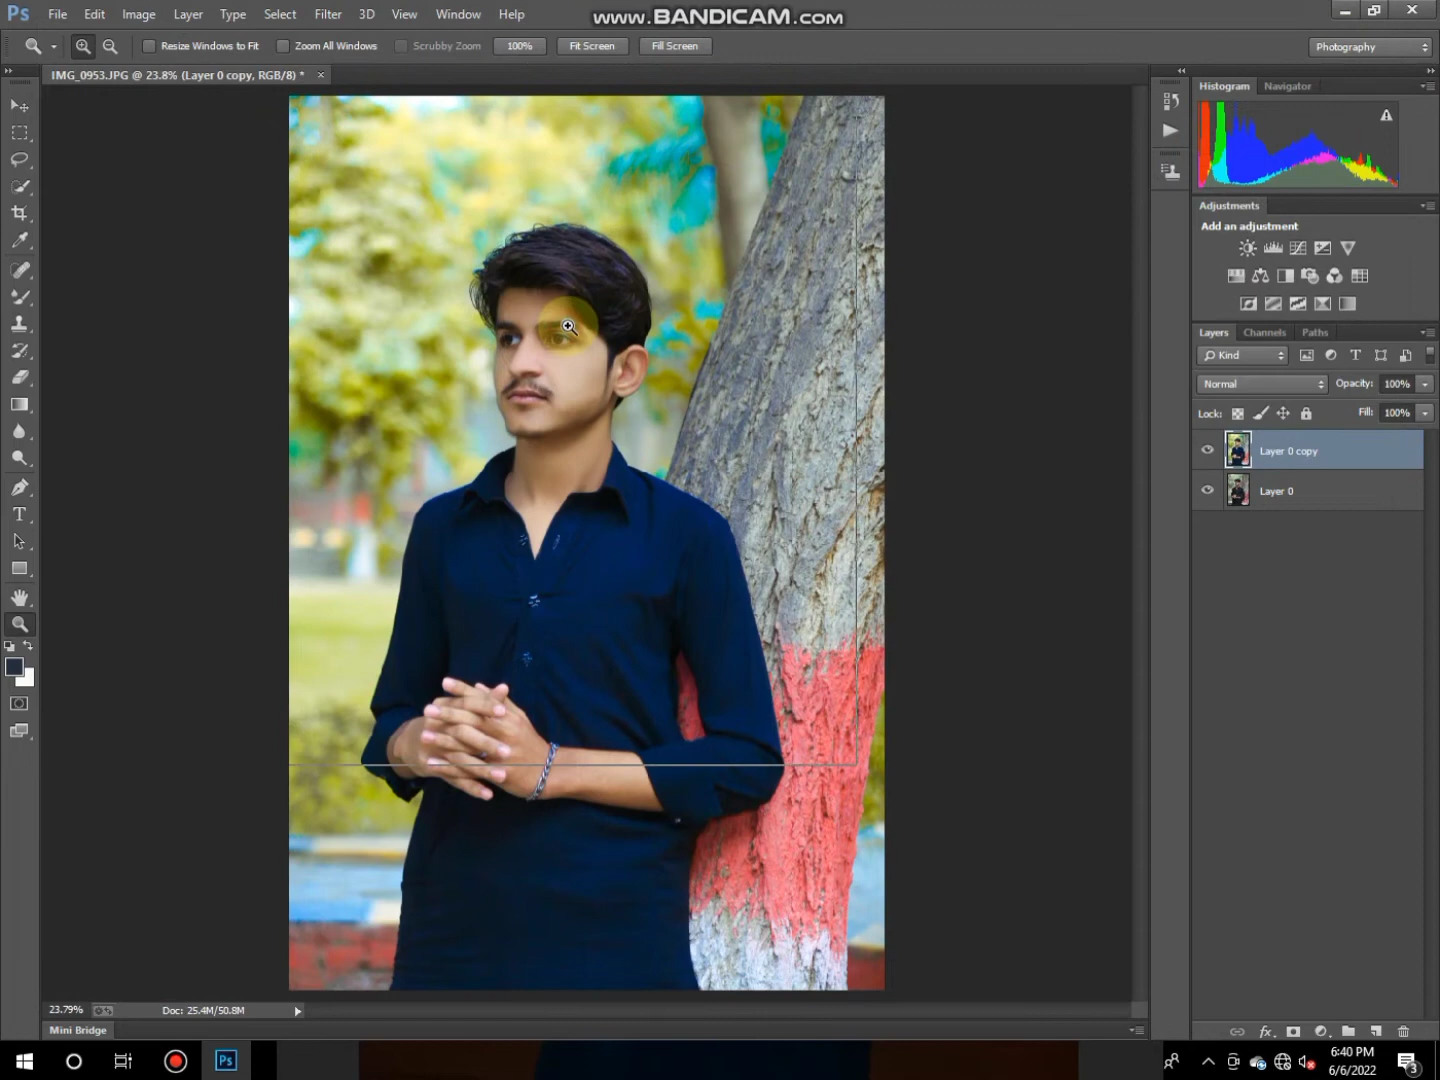 Ps File Edit Image Layer Type Select Filter 3D View Window Help
www.BANDICAM.com
Resize Windows to Fit Zoom All Windows Scrubby Zoom 100% Fit Screen Fill Screen Photography
IMG_0953.JPG @ 23.8% (Layer 0 copy, RGB/8) * ×
Histogram Navigator
Adjustments
Add an adjustment
Layers Channels Paths
Kind
Normal Opacity: 100%
Lock: Fill: 100%
Layer 0 copy
Layer 0
fx
23.79% Doc: 25.4M/50.8M
Mini Bridge
Ps
6:40 PM
6/6/2022
3